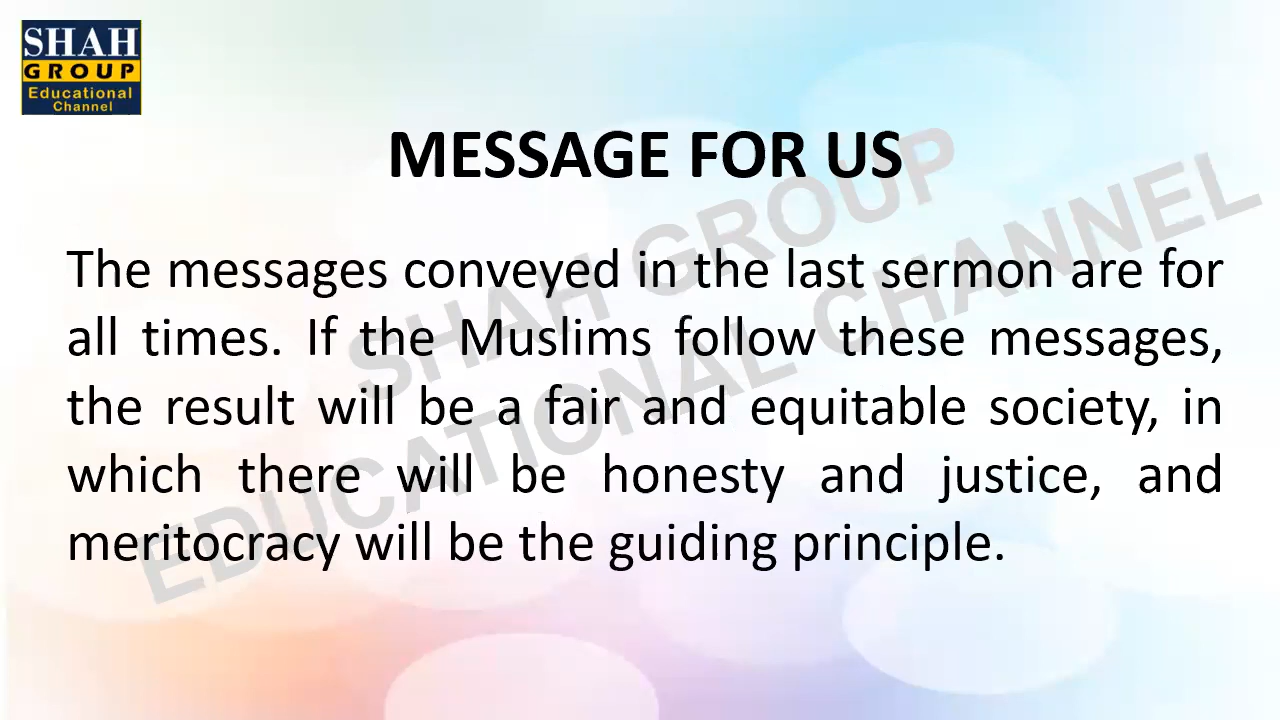 SHAH
GROUP
Educational
Channel
MESSAGE FOR US
SHAH GROUP
EDUCATIONAL CHANNEL
The messages conveyed in the last sermon are for
all times. If the Muslims follow these messages,
the result will be a fair and equitable society, in
which there will be honesty and justice, and
meritocracy will be the guiding principle.